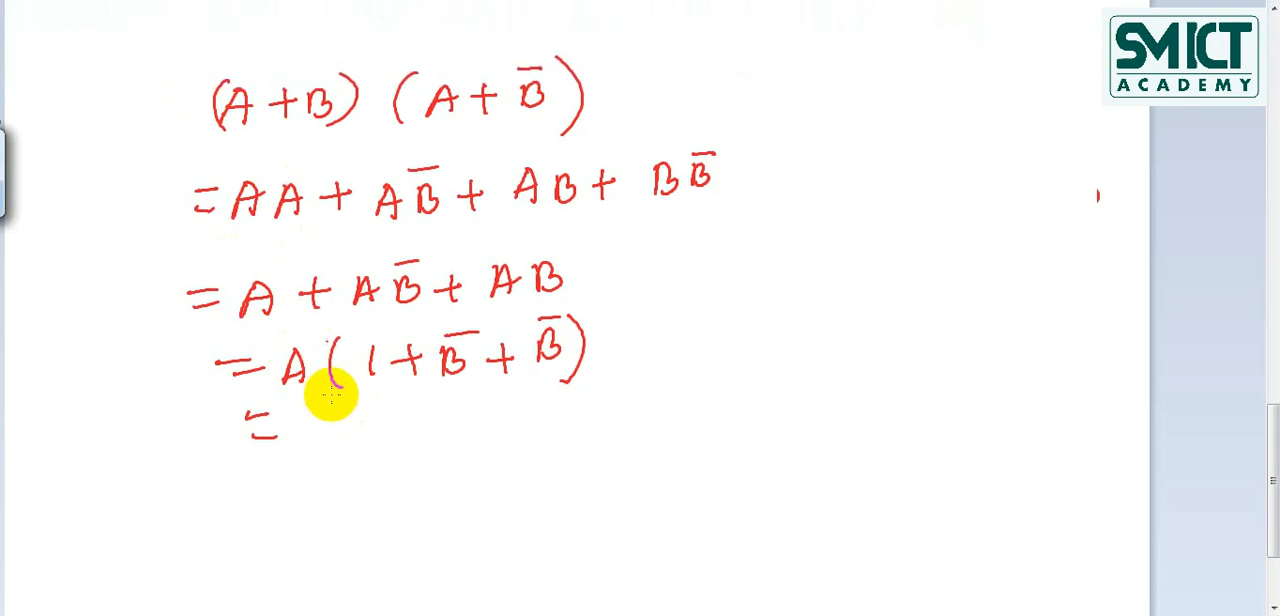 SMICT
ACADEMY
(A + B) (A + B̅)
= AA + AB̅ + AB + BB̅
= A + AB̅ + AB
= A (1 + B̅ + B̅)
=